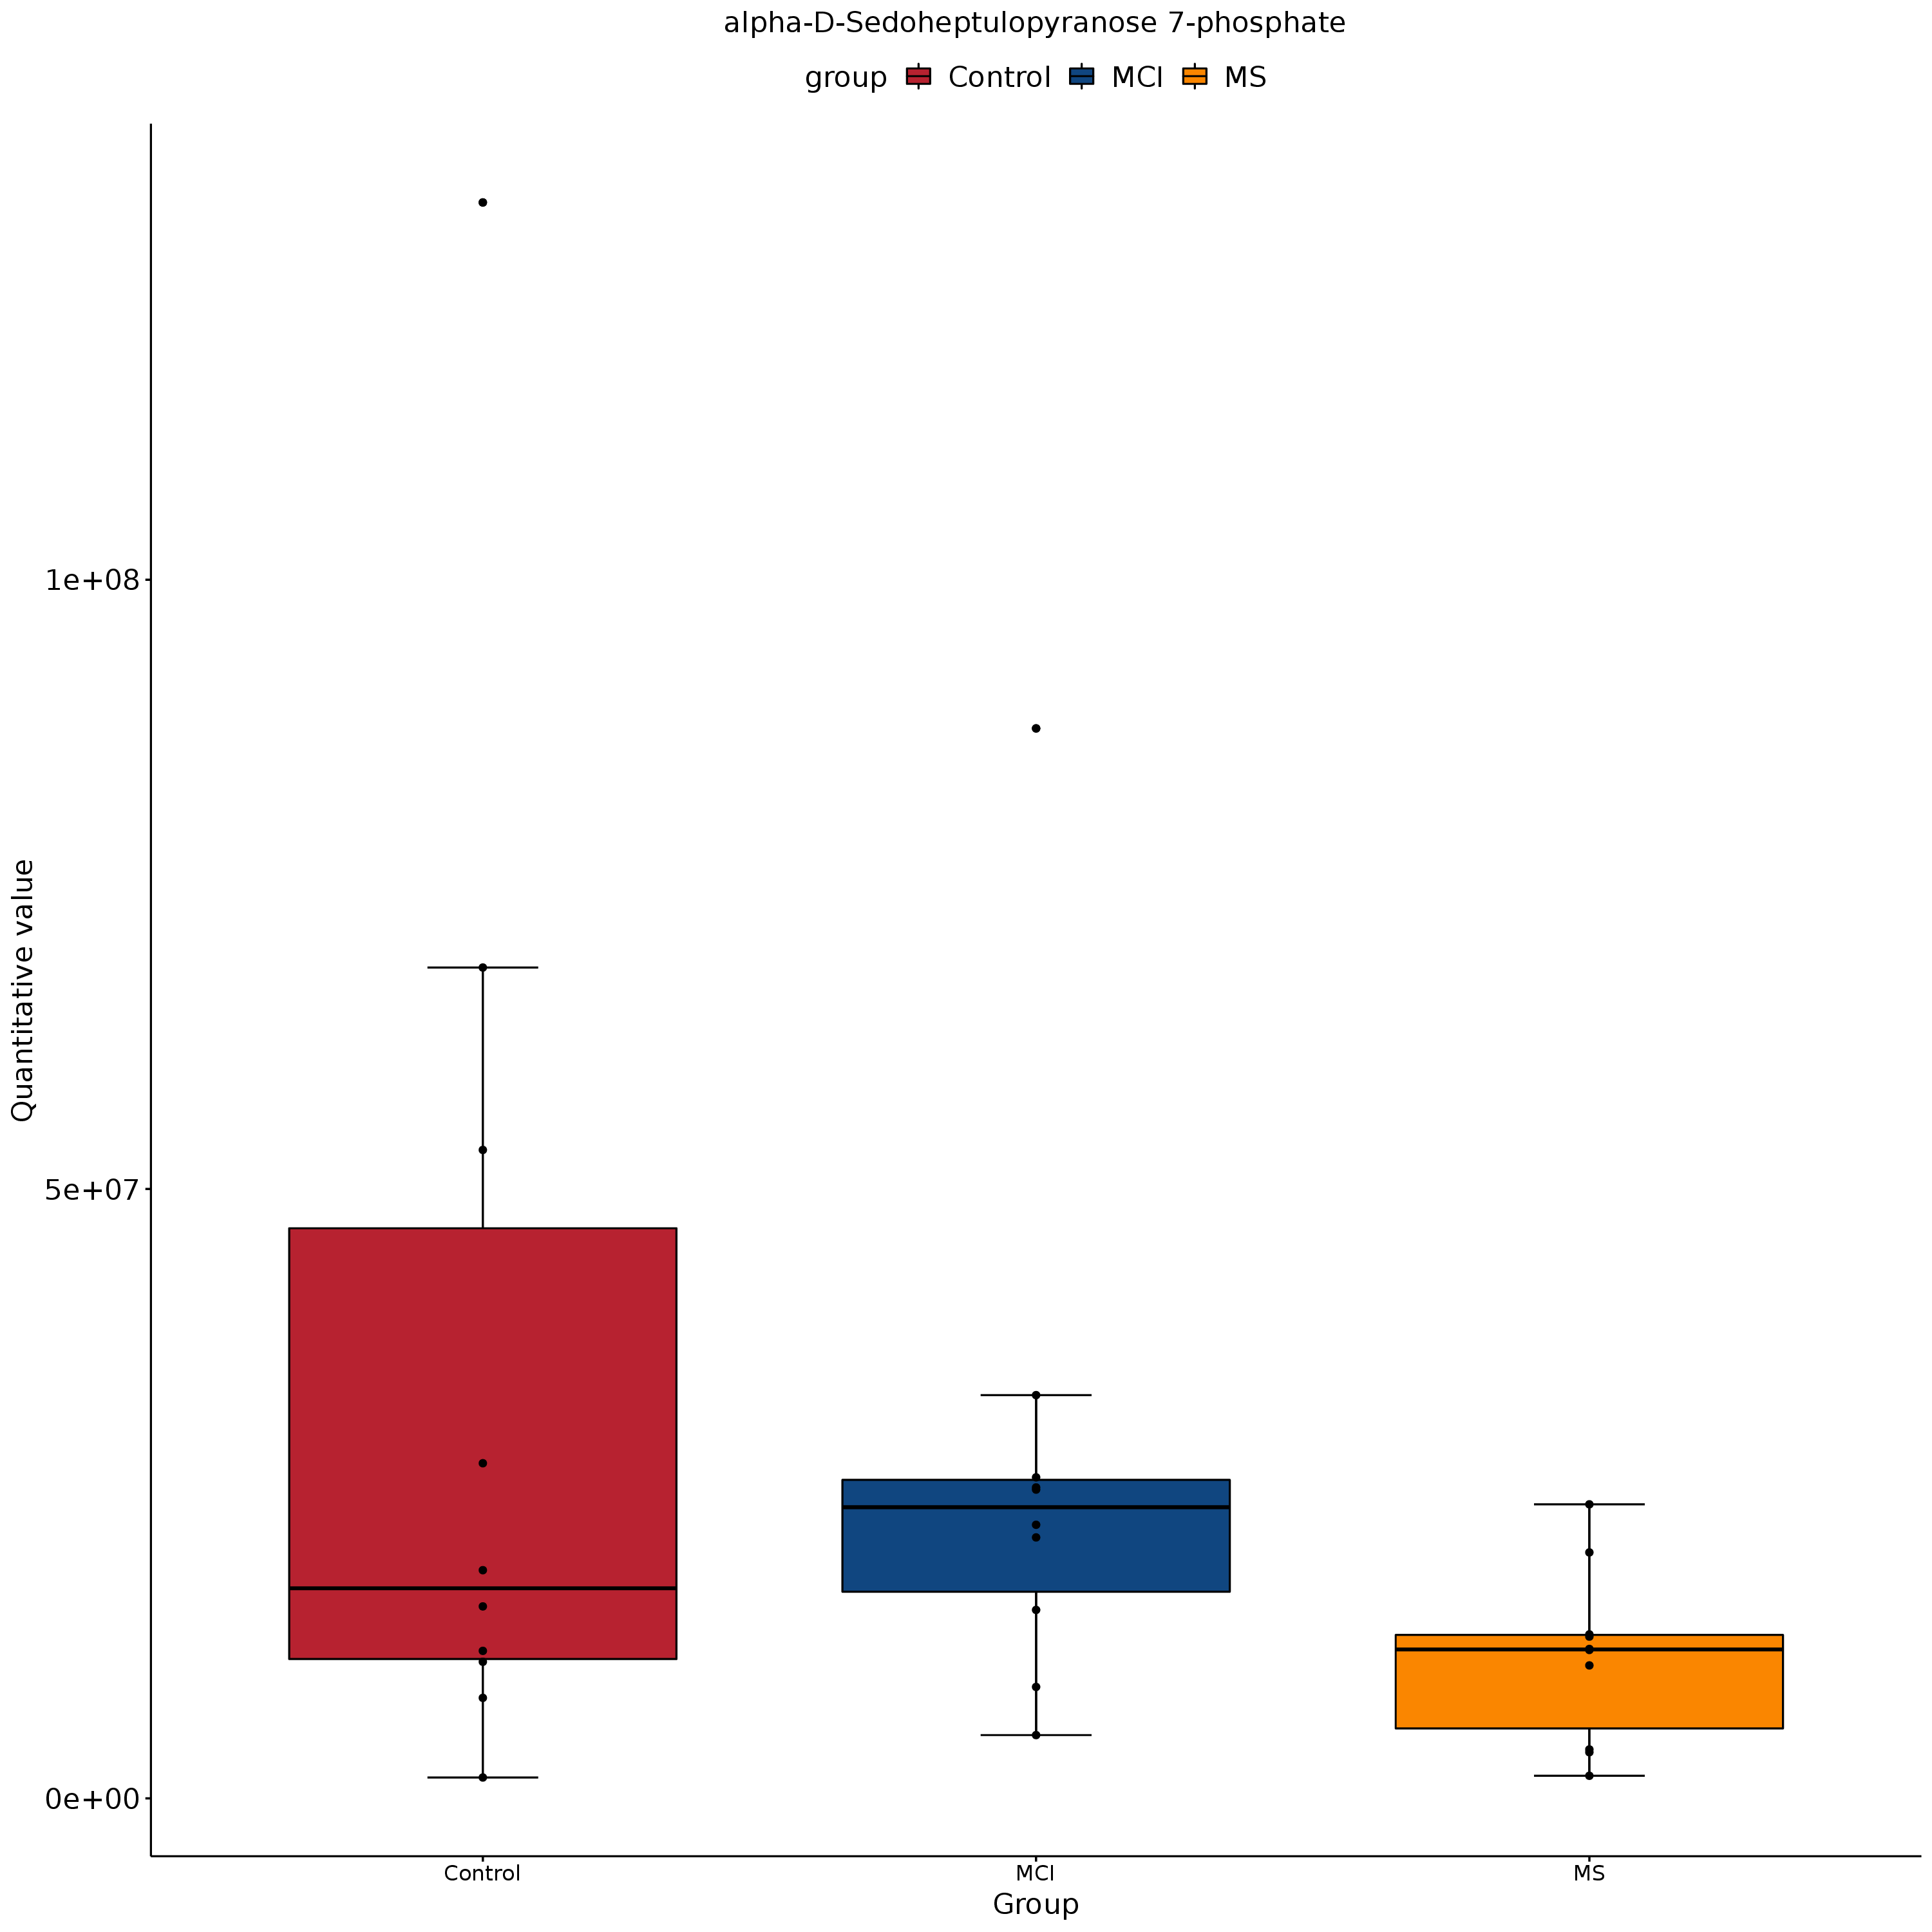 alpha-D-Sedoheptulopyranose 7-phosphate
group Control MCI MS
1e+08
5e+07
0e+00
Quantitative value
Control MCI MS
Group